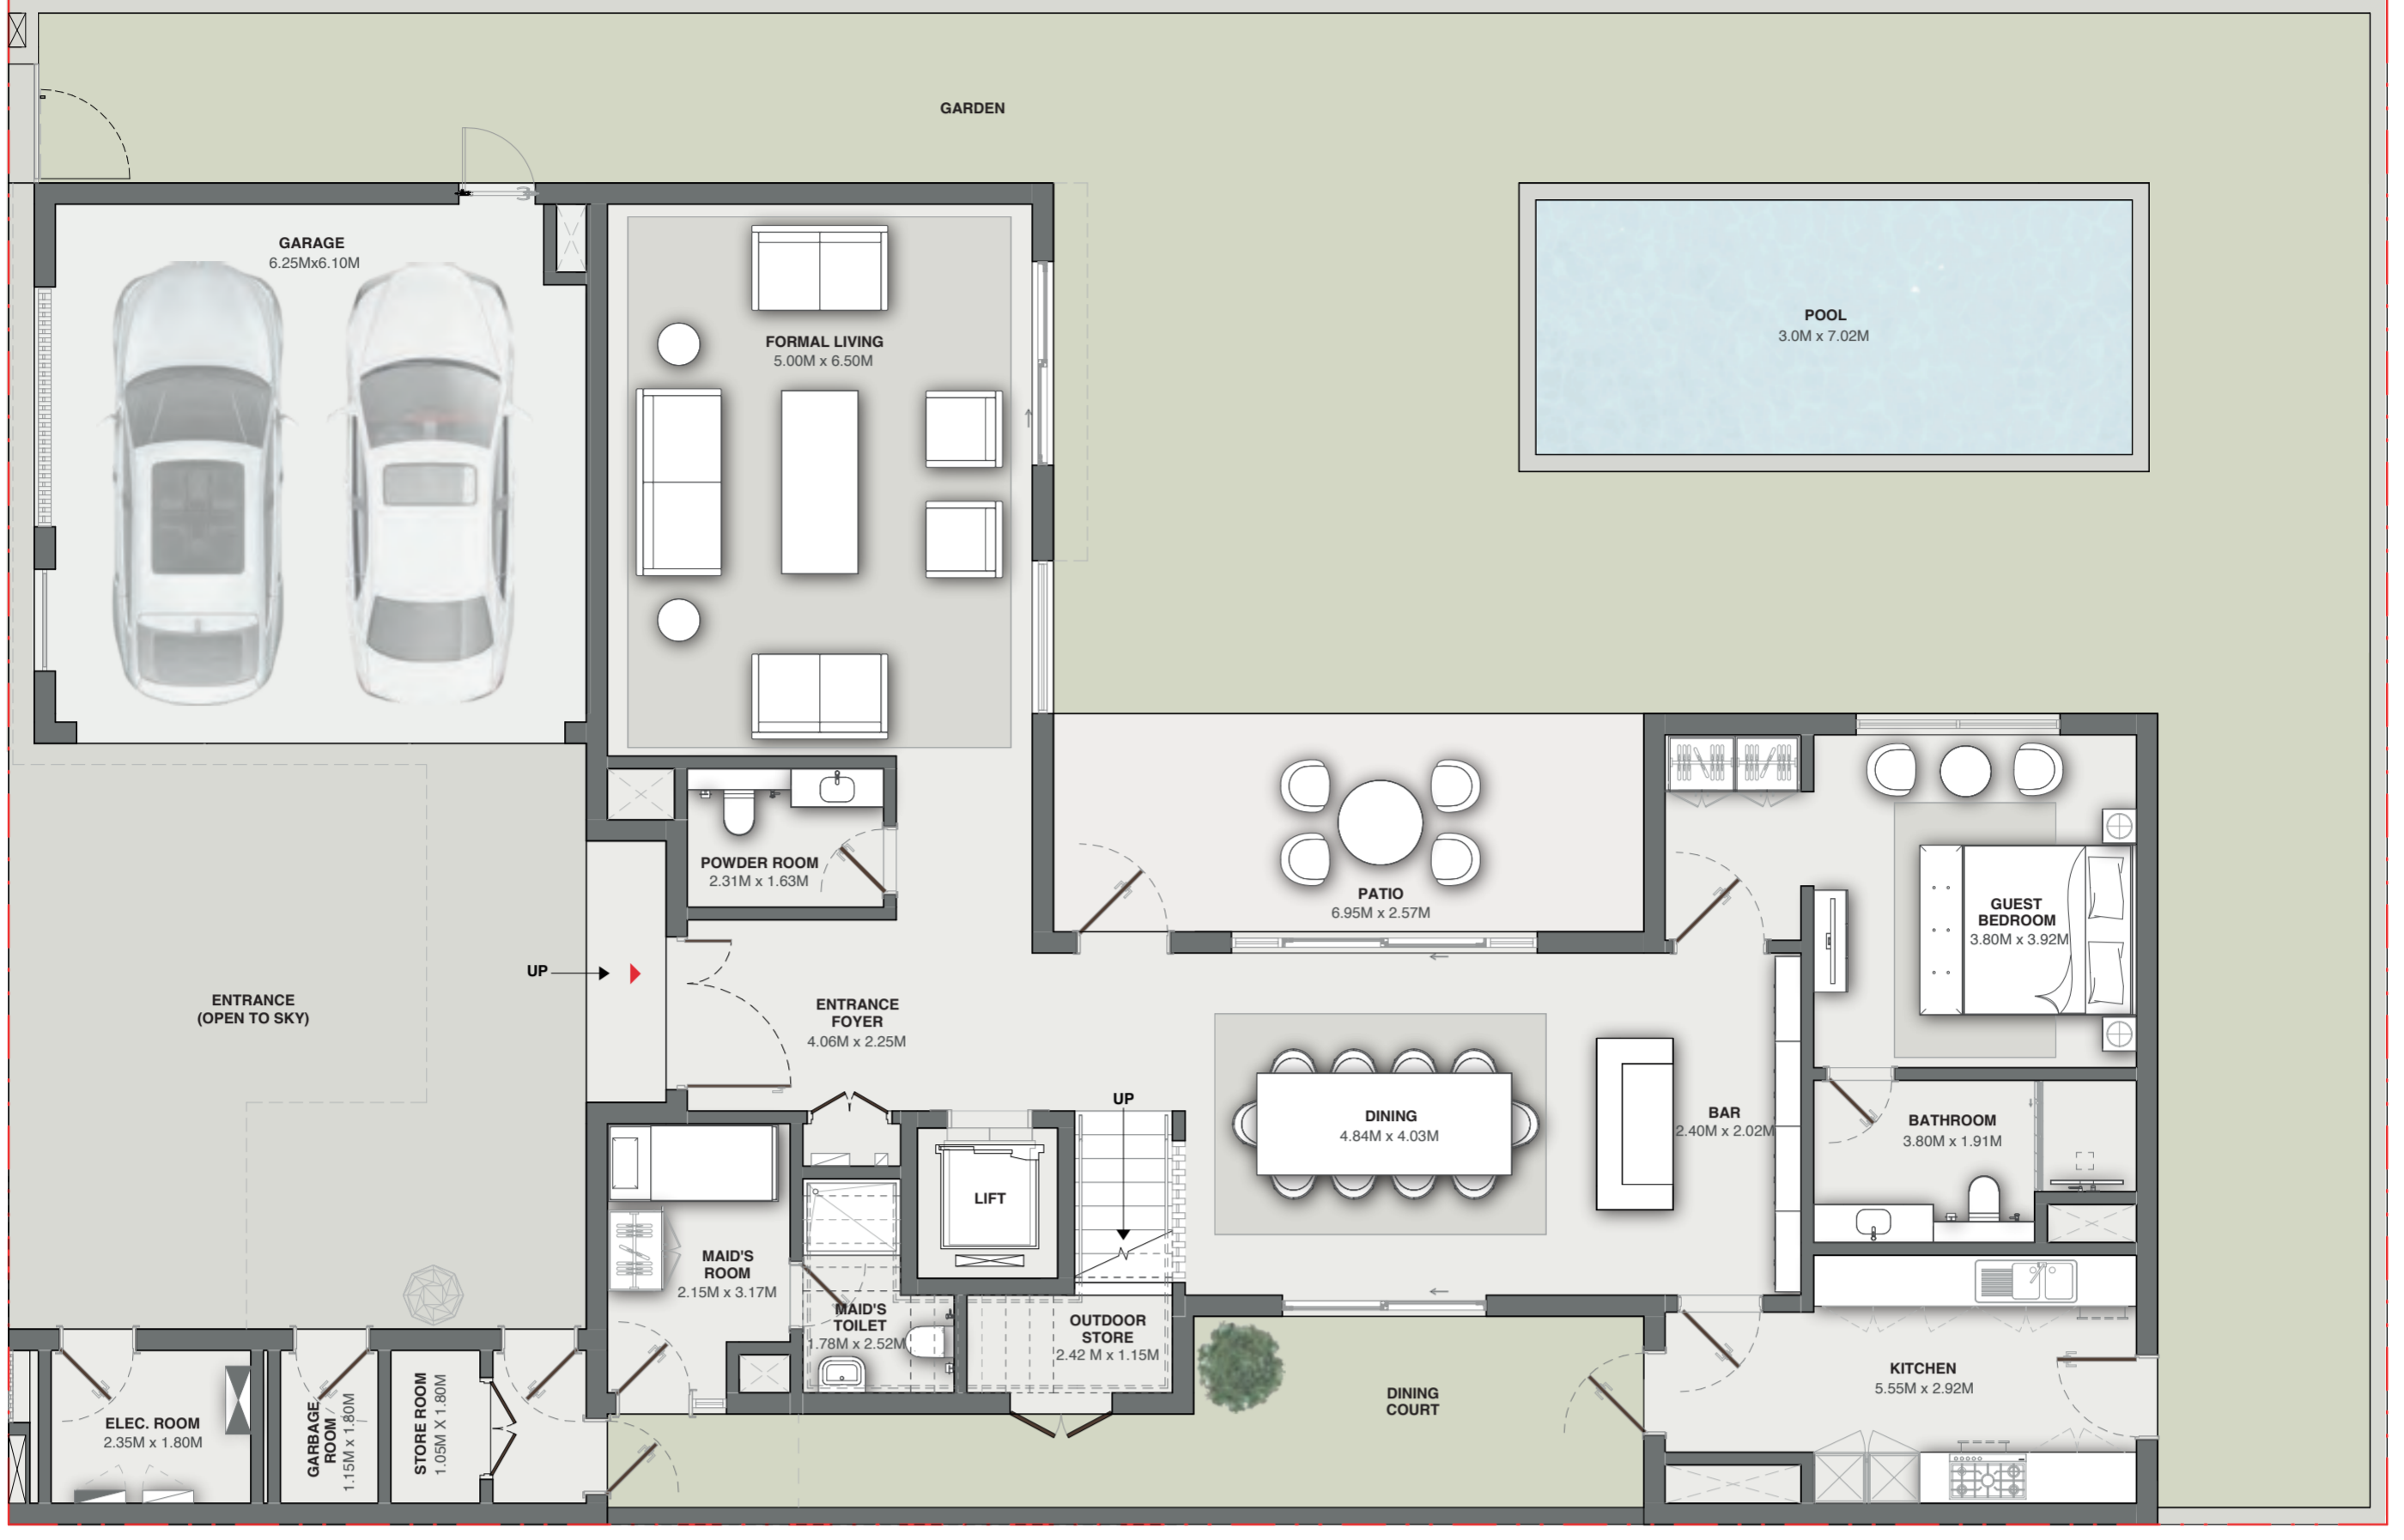 GARDEN
GARAGE
6.25Mx6.10M
FORMAL LIVING
5.00M x 6.50M
POOL
3.0M x 7.02M
POWDER ROOM
2.31M x 1.63M
PATIO
6.95M x 2.57M
GUEST
BEDROOM
3.80M x 3.92M
UP
ENTRANCE
(OPEN TO SKY)
ENTRANCE
FOYER
4.06M x 2.25M
UP
DINING
4.84M x 4.03M
BAR
2.40M x 2.02M
BATHROOM
3.80M x 1.91M
LIFT
MAID'S
ROOM
2.15M x 3.17M
MAID'S
TOILET
1.78M x 2.52M
OUTDOOR
STORE
2.42 M x 1.15M
DINING
COURT
KITCHEN
5.55M x 2.92M
ELEC. ROOM
2.35M x 1.80M
GARBAGE
ROOM
1.15M x 1.80M
STORE ROOM
1.05M X 1.80M